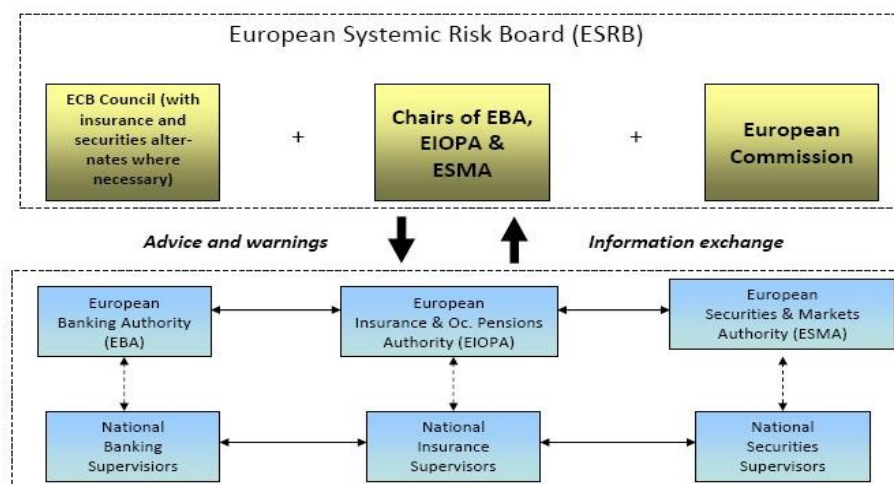 European Systemic Risk Board (ESRB)
ECB Council (with
insurance and
securities alter-
nates where
necessary)
+
Chairs of EBA,
EIOPA &
ESMA
+
European
Commission
Advice and warnings
Information exchange
European
Banking Authority
(EBA)
European
Insurance & Oc. Pensions
Authority (EIOPA)
European
Securities & Markets
Authority (ESMA)
National
Banking
Supervisiors
National
Insurance
Supervisors
National
Securities
Supervisors